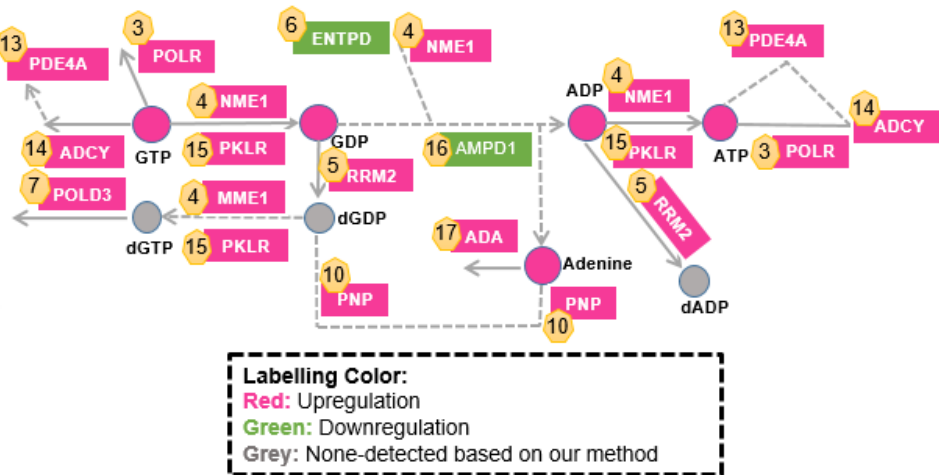 13 PDE4A
3 POLR
6 ENTPD
4 NME1
13 PDE4A
4 NME1
15 PKLR
14 ADCY
GTP
GDP
16 AMPD1
ADP
4 NME1
15 PKLR
ATP
3 POLR
14 ADCY
7 POLD3
4 MME1
15 PKLR
dGTP
dGDP
5 RRM2
5 RRM2
17 ADA
Adenine
10 PNP
PNP
10
dADP
Labelling Color:
Red: Upregulation
Green: Downregulation
Grey: None-detected based on our method